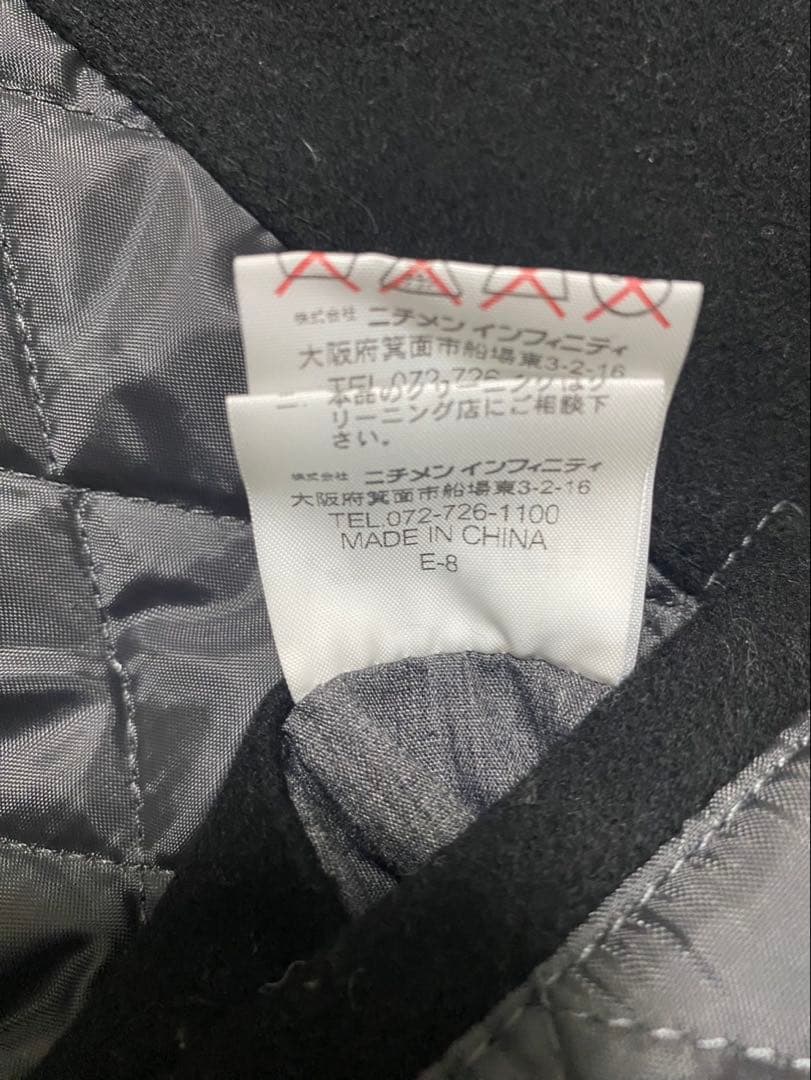 株式会社 ニチメン インフィニティ
大阪府箕面市船場東3-2-16
TEL.072-726
本品のクリーニングはク
リーニング店にご相談下
さい。
株式会社 ニチメン インフィニティ
大阪府箕面市船場東3-2-16
TEL.072-726-1100
MADE IN CHINA
E-8